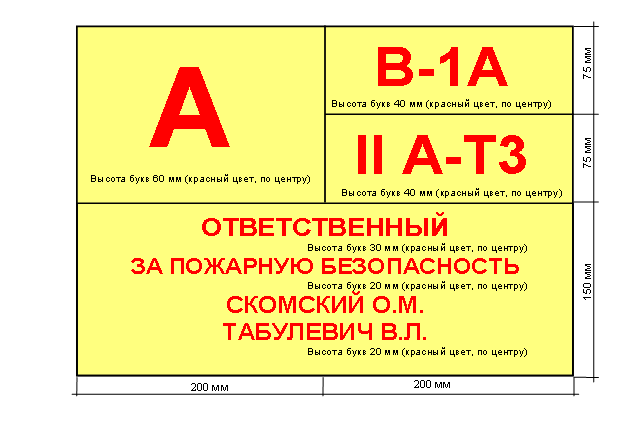 А
Высота букв 60 мм (красный цвет, по центру)
В-1А
Высота букв 40 мм (красный цвет, по центру)
II А-Т3
Высота букв 40 мм (красный цвет, по центру)
ОТВЕТСТВЕННЫЙ
Высота букв 30 мм (красный цвет, по центру)
ЗА ПОЖАРНУЮ БЕЗОПАСНОСТЬ
Высота букв 20 мм (красный цвет, по центру)
СКОМСКИЙ О.М.
ТАБУЛЕВИЧ В.Л.
Высота букв 20 мм (красный цвет, по центру)
75 мм
75 мм
150 мм
200 мм
200 мм